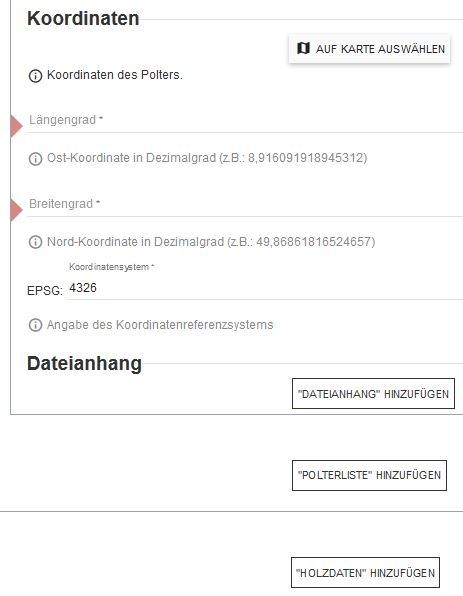 Koordinaten
AUF KARTE AUSWÄHLEN
Koordinaten des Polters.
Längengrad *
Ost-Koordinate in Dezimalgrad (z.B.: 8,916091918945312)
Breitengrad *
Nord-Koordinate in Dezimalgrad (z.B.: 49,86861816524657)
Koordinatensystem *
EPSG: 4326
Angabe des Koordinatenreferenzsystems
Dateianhang
"DATEIANHANG" HINZUFÜGEN
"POLTERLISTE" HINZUFÜGEN
"HOLZDATEN" HINZUFÜGEN